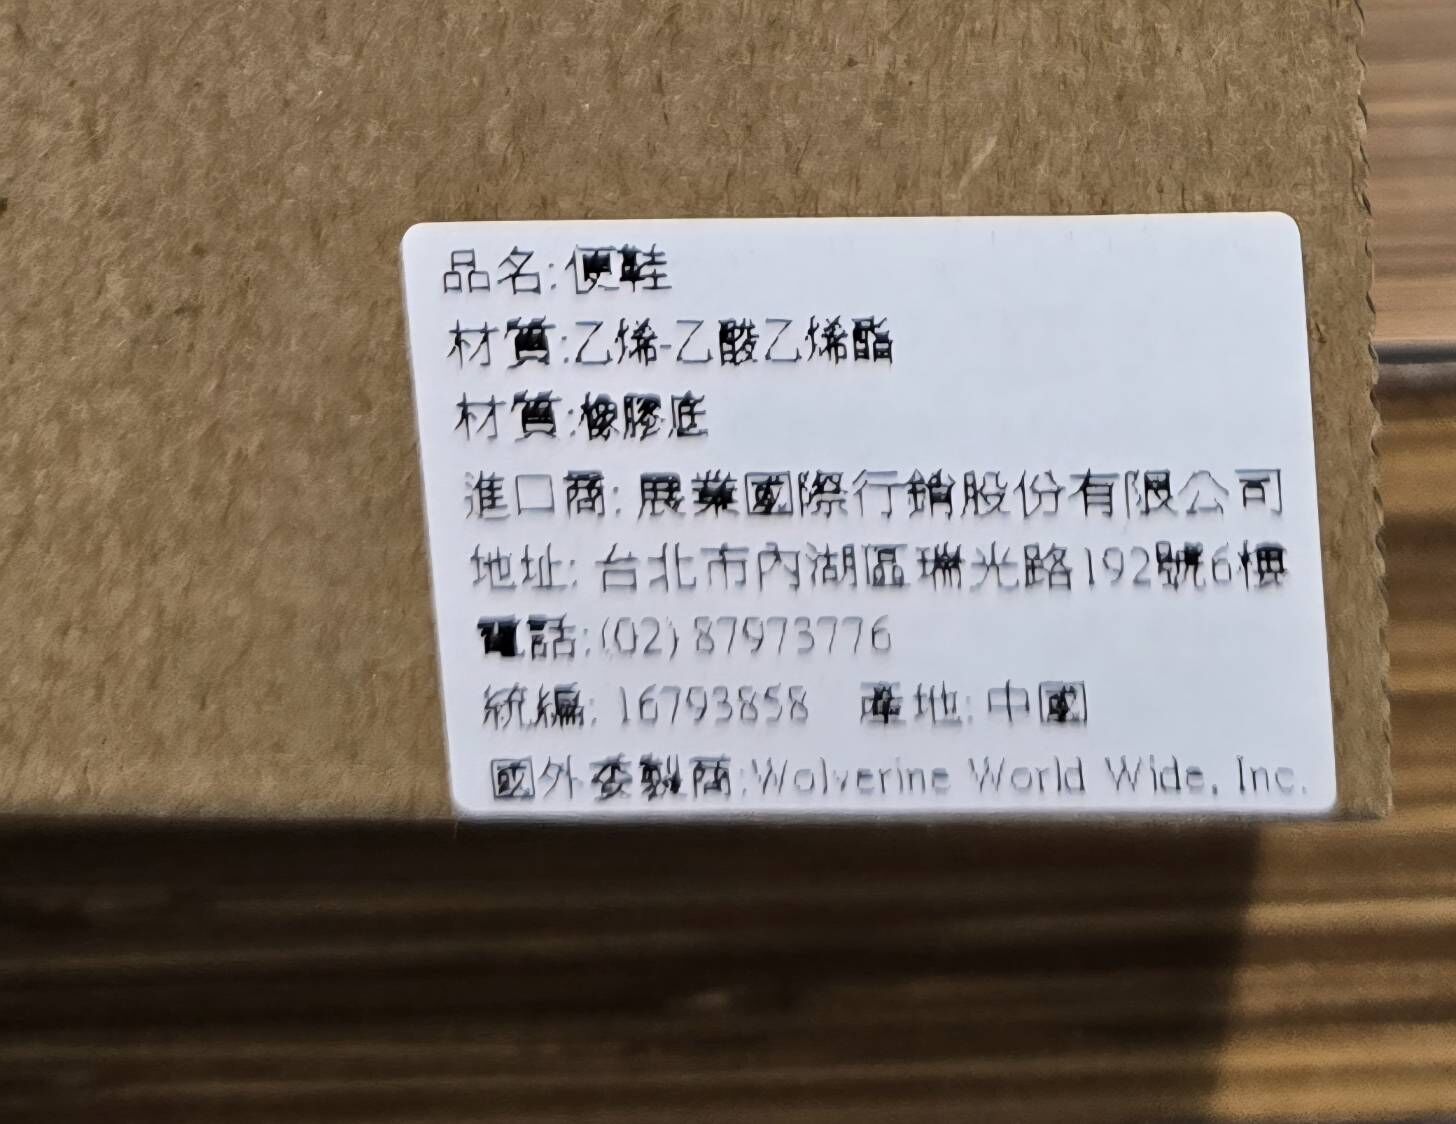 品名:便鞋
材質:乙烯-乙酸乙烯酯
材質:橡膠底
進口商: 展業國際行銷股份有限公司
地址: 台北市內湖區瑞光路192號6樓
電話:(02) 87973776
統編: 16793858 產地: 中國
國外委製商:Wolverine World Wide, Inc.